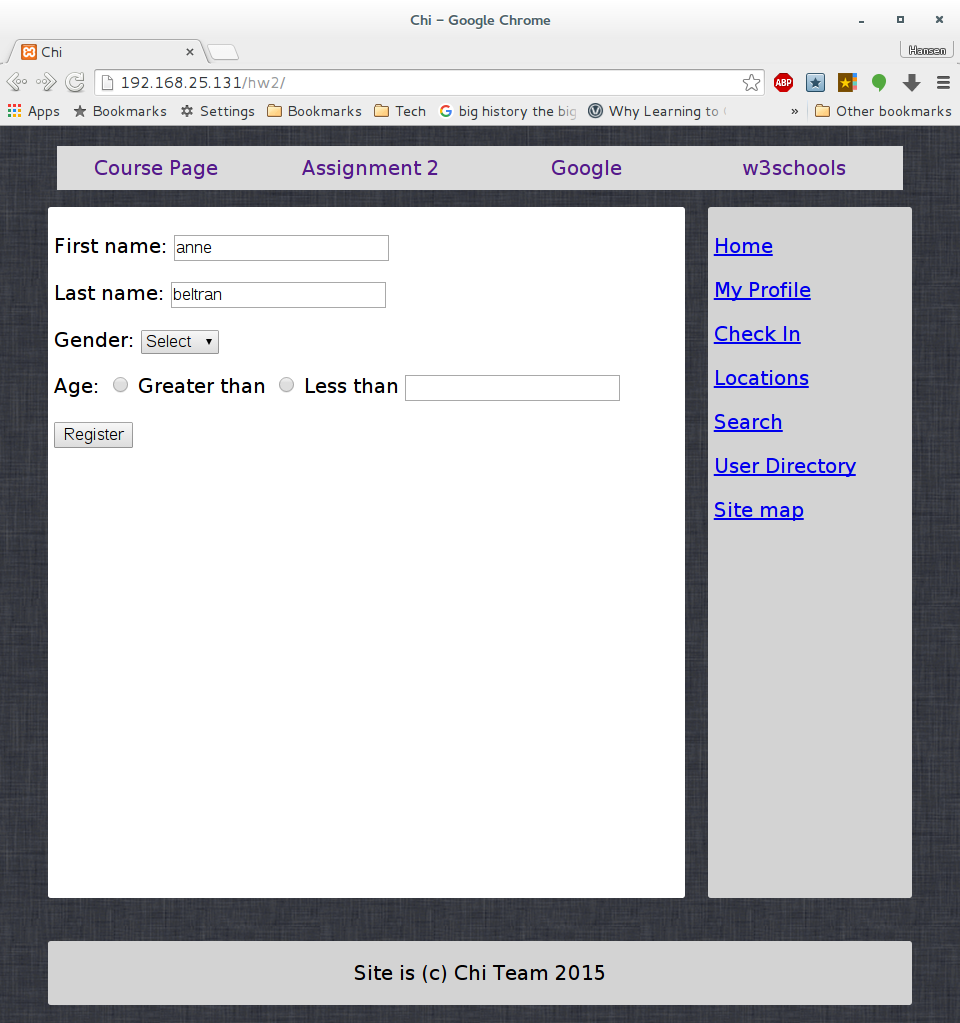 Chi - Google Chrome
Chi
Hansen
192.168.25.131/hw2/
ABP
Apps Bookmarks Settings Bookmarks Tech big history the big Why Learning to » Other bookmarks
Course Page Assignment 2 Google w3schools
First name: anne
Last name: beltran
Gender: Select
Age: Greater than Less than
Register
Home
My Profile
Check In
Locations
Search
User Directory
Site map
Site is (c) Chi Team 2015